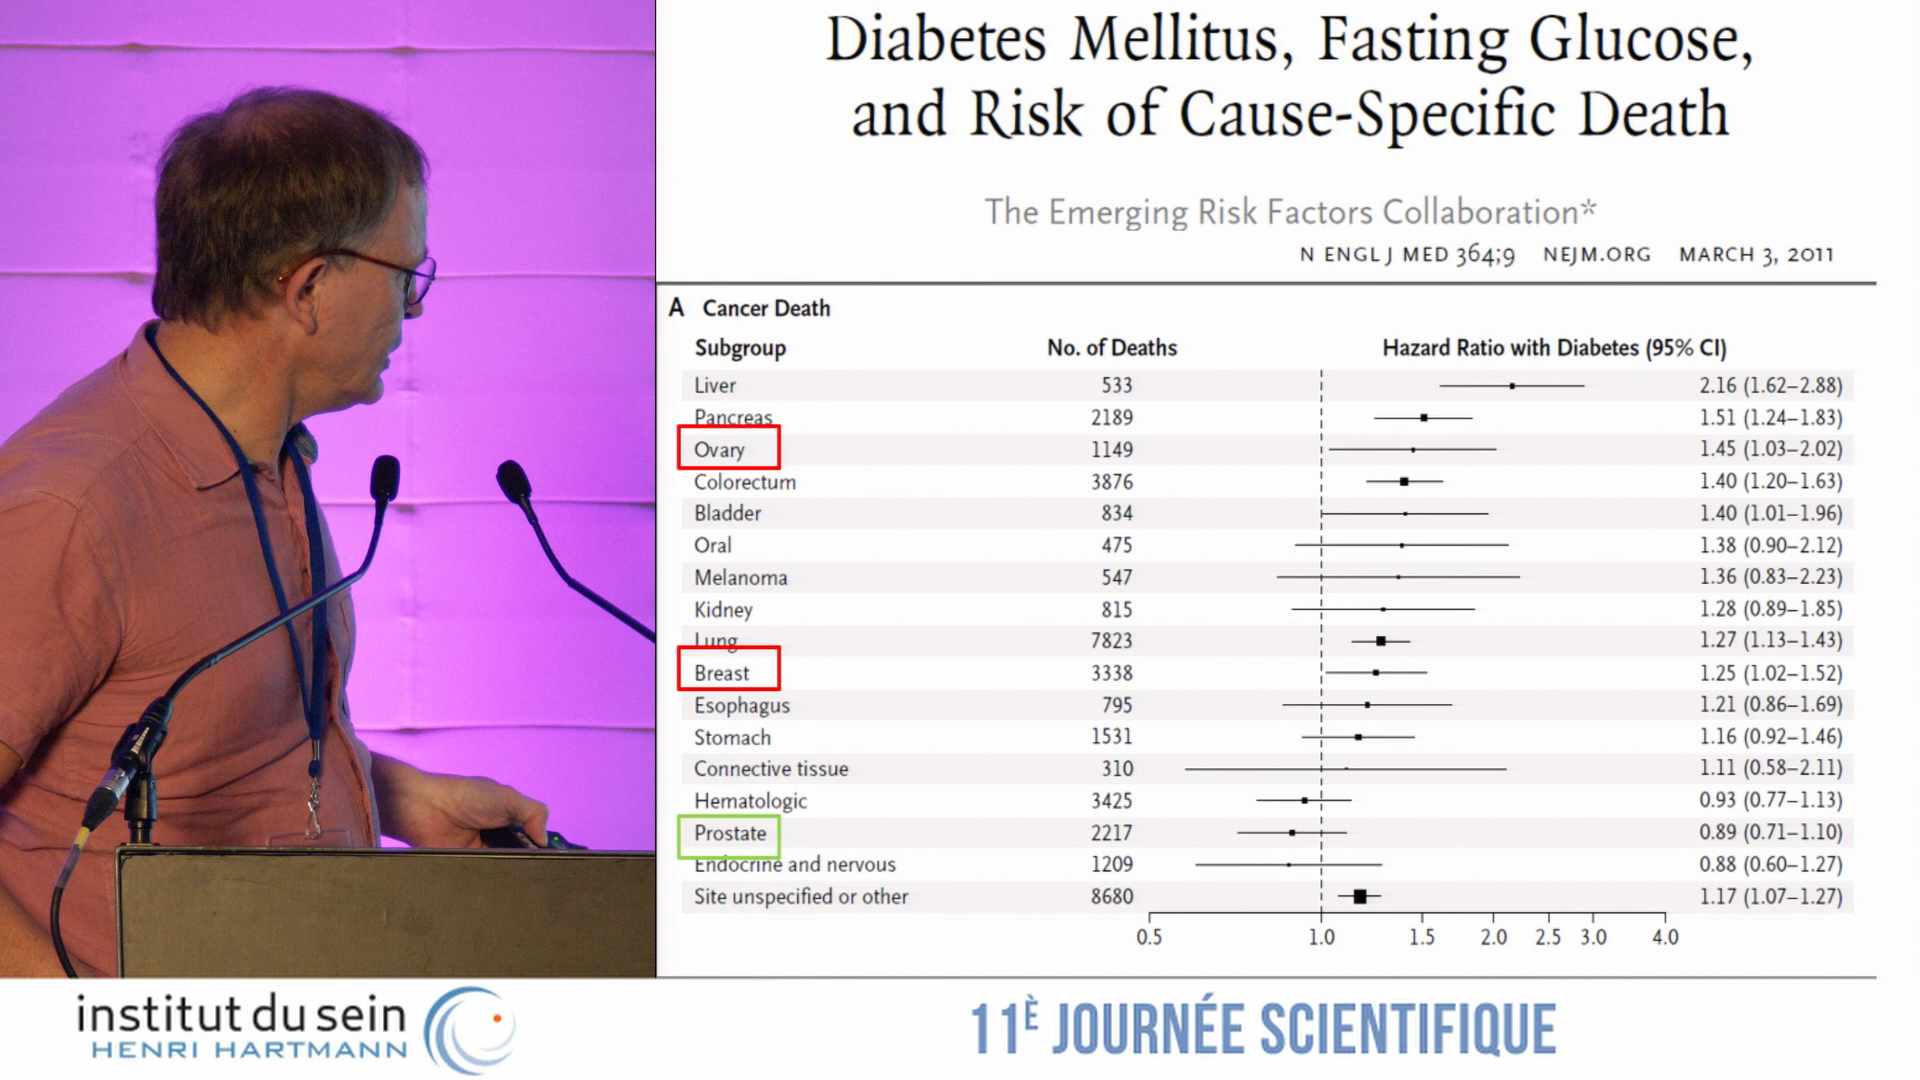 Diabetes Mellitus, Fasting Glucose,
and Risk of Cause-Specific Death
The Emerging Risk Factors Collaboration*
N ENGL J MED 364;9 NEJM.ORG MARCH 3, 2011
A Cancer Death
Subgroup No. of Deaths Hazard Ratio with Diabetes (95% CI)
Liver 533 2.16 (1.62–2.88)
Pancreas 2189 1.51 (1.24–1.83)
Ovary 1149 1.45 (1.03–2.02)
Colorectum 3876 1.40 (1.20–1.63)
Bladder 834 1.40 (1.01–1.96)
Oral 475 1.38 (0.90–2.12)
Melanoma 547 1.36 (0.83–2.23)
Kidney 815 1.28 (0.89–1.85)
Lung 7823 1.27 (1.13–1.43)
Breast 3338 1.25 (1.02–1.52)
Esophagus 795 1.21 (0.86–1.69)
Stomach 1531 1.16 (0.92–1.46)
Connective tissue 310 1.11 (0.58–2.11)
Hematologic 3425 0.93 (0.77–1.13)
Prostate 2217 0.89 (0.71–1.10)
Endocrine and nervous 1209 0.88 (0.60–1.27)
Site unspecified or other 8680 1.17 (1.07–1.27)
0.5 1.0 1.5 2.0 2.5 3.0 4.0
institut du sein
HENRI HARTMANN
11È JOURNÉE SCIENTIFIQUE